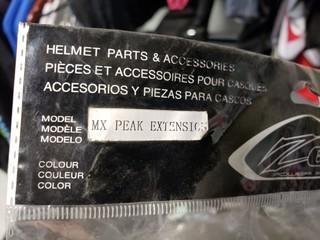 HELMET PARTS & ACCESSORIES
PIÈCES ET ACCESSOIRES POUR CASQUES
ACCESORIOS Y PIEZAS PARA CASCOS
MODEL
MODÈLE
MODELO
MX PEAK EXTENSION
COLOUR
COULEUR
COLOR